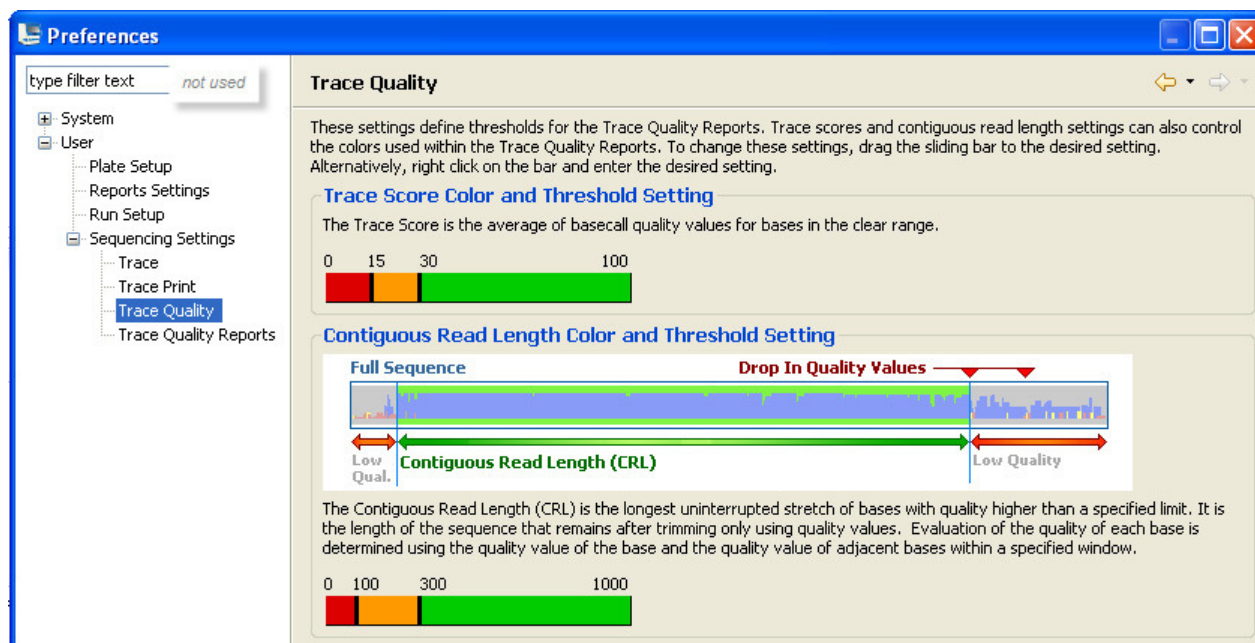 Preferences
type filter text not used
System
User
Plate Setup
Reports Settings
Run Setup
Sequencing Settings
Trace
Trace Print
Trace Quality
Trace Quality Reports
Trace Quality
These settings define thresholds for the Trace Quality Reports. Trace scores and contiguous read length settings can also control
the colors used within the Trace Quality Reports. To change these settings, drag the sliding bar to the desired setting.
Alternatively, right click on the bar and enter the desired setting.
Trace Score Color and Threshold Setting
The Trace Score is the average of basecall quality values for bases in the clear range.
0 15 30 100
Contiguous Read Length Color and Threshold Setting
Full Sequence Drop In Quality Values
Low Contiguous Read Length (CRL) Low Quality
Qual.
The Contiguous Read Length (CRL) is the longest uninterrupted stretch of bases with quality higher than a specified limit. It is
the length of the sequence that remains after trimming only using quality values. Evaluation of the quality of each base is
determined using the quality value of the base and the quality value of adjacent bases within a specified window.
0 100 300 1000